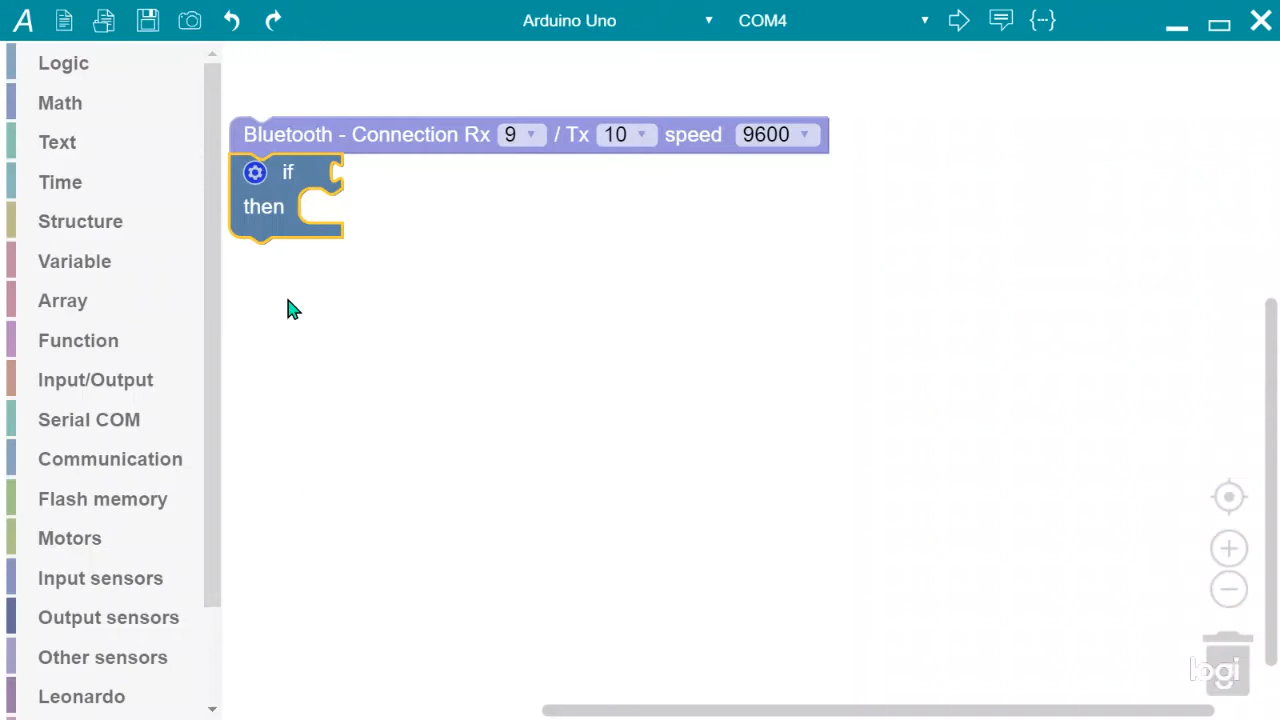 A Arduino Uno COM4 {···}
Logic
Math
Text
Time
Structure
Variable
Array
Function
Input/Output
Serial COM
Communication
Flash memory
Motors
Input sensors
Output sensors
Other sensors
Leonardo
Bluetooth - Connection Rx 9 / Tx 10 speed 9600
if
then
logi